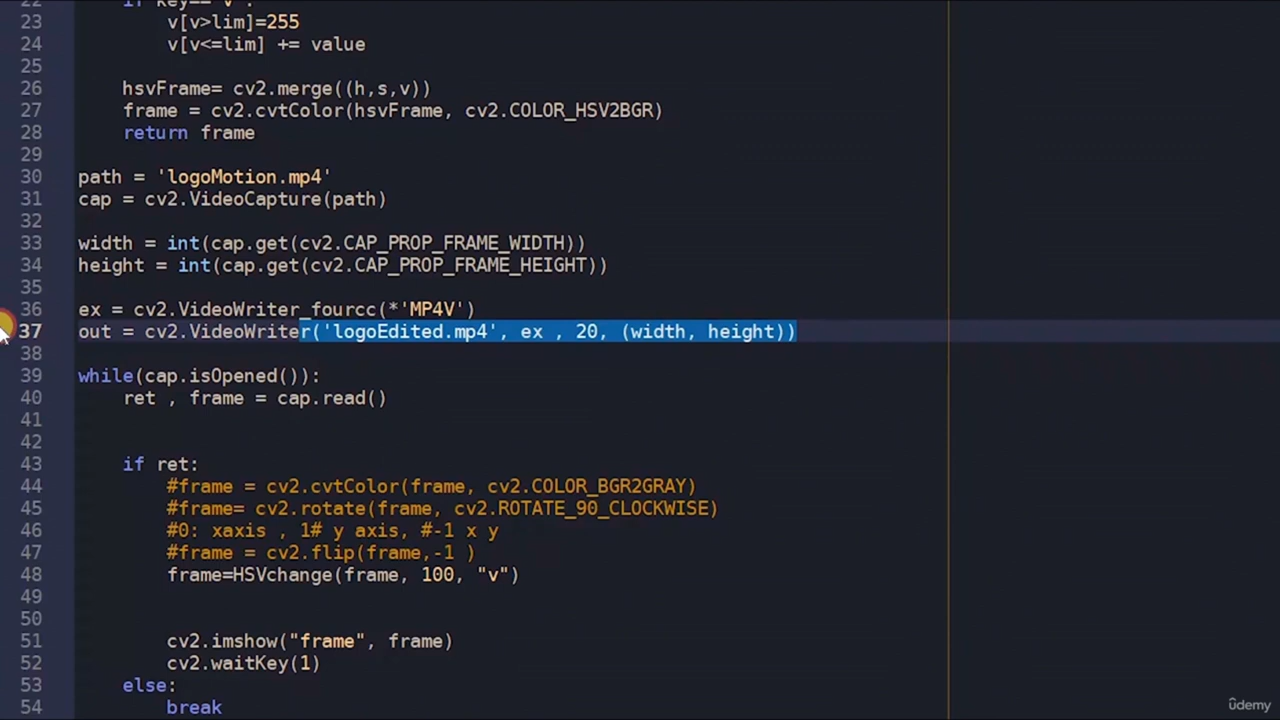 22 if key== "v":
23 v[v>lim]=255
24 v[v<=lim] += value
25
26 hsvFrame= cv2.merge((h,s,v))
27 frame = cv2.cvtColor(hsvFrame, cv2.COLOR_HSV2BGR)
28 return frame
29
30 path = 'logoMotion.mp4'
31 cap = cv2.VideoCapture(path)
32
33 width = int(cap.get(cv2.CAP_PROP_FRAME_WIDTH))
34 height = int(cap.get(cv2.CAP_PROP_FRAME_HEIGHT))
35
36 ex = cv2.VideoWriter_fourcc(*'MP4V')
37 out = cv2.VideoWriter('logoEdited.mp4', ex , 20, (width, height))
38
39 while(cap.isOpened()):
40 ret , frame = cap.read()
41
42
43 if ret:
44 #frame = cv2.cvtColor(frame, cv2.COLOR_BGR2GRAY)
45 #frame= cv2.rotate(frame, cv2.ROTATE_90_CLOCKWISE)
46 #0: xaxis , 1# y axis, #-1 x y
47 #frame = cv2.flip(frame,-1 )
48 frame=HSVchange(frame, 100, "v")
49
50
51 cv2.imshow("frame", frame)
52 cv2.waitKey(1)
53 else:
54 break
udemy